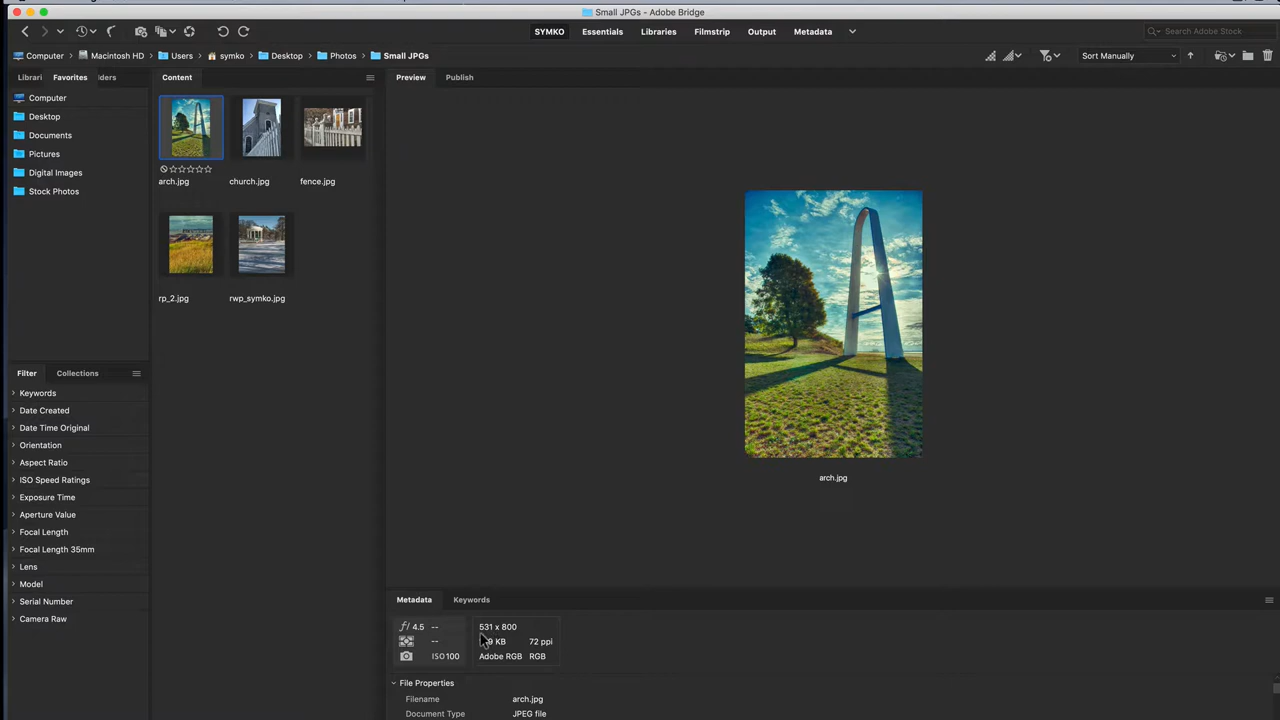 Small JPGs - Adobe Bridge
SYMKO Essentials Libraries Filmstrip Output Metadata
Search Adobe Stock
Computer Macintosh HD Users symko Desktop Photos Small JPGs
Sort Manually
Librari Favorites lders
Content
Preview Publish
Computer
Desktop
Documents
Pictures
Digital Images
Stock Photos
arch.jpg church.jpg fence.jpg
rp_2.jpg rwp_symko.jpg
arch.jpg
Filter Collections
Keywords
Date Created
Date Time Original
Orientation
Aspect Ratio
ISO Speed Ratings
Exposure Time
Aperture Value
Focal Length
Focal Length 35mm
Lens
Model
Serial Number
Camera Raw
Metadata Keywords
f/ 4.5 -- 531 x 800
-- KB 72 ppi
ISO100 Adobe RGB RGB
File Properties
Filename arch.jpg
Document Type JPEG file